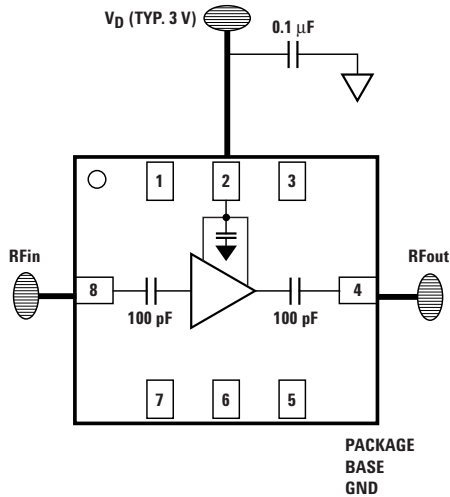 V_D (TYP. 3 V)
0.1 μF
1
2
3
RFin
RFout
8
4
100 pF
100 pF
7
6
5
PACKAGE
BASE
GND